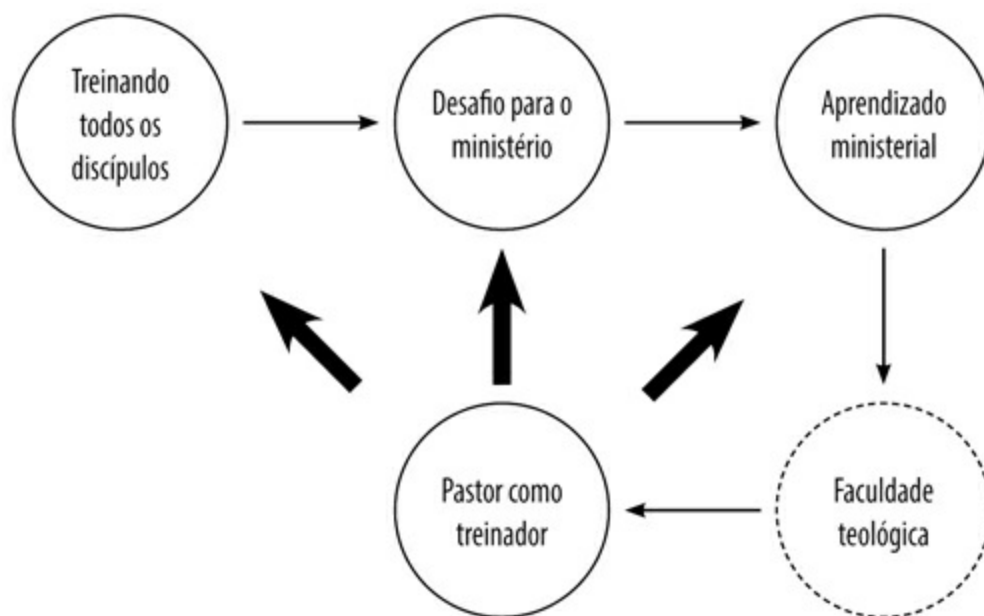 Treinando
todos os
discípulos
Desafio para o
ministério
Aprendizado
ministerial
Pastor como
treinador
Faculdade
teológica